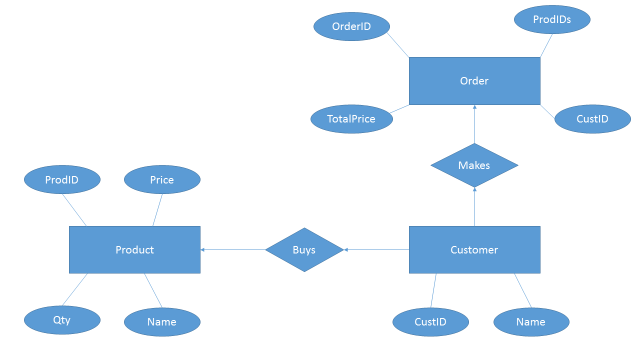 OrderID
ProdIDs
Order
TotalPrice
CustID
Makes
ProdID
Price
Product
Buys
Customer
Qty
Name
CustID
Name